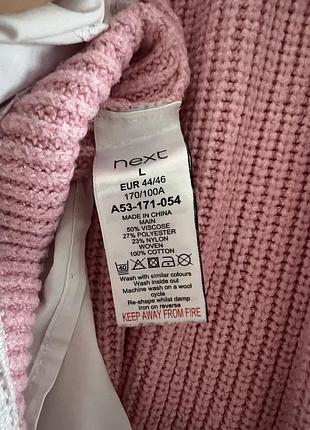 next
L
EUR 44/46
170/100A
A53-171-054
MADE IN CHINA
MAIN
50% VISCOSE
27% POLYESTER
23% NYLON
WOVEN
100% COTTON
40
Wash with similar colours
Wash inside out
Machine wash on a wool
cycle
Re-shape whilst damp
Iron on reverse
KEEP AWAY FROM FIRE